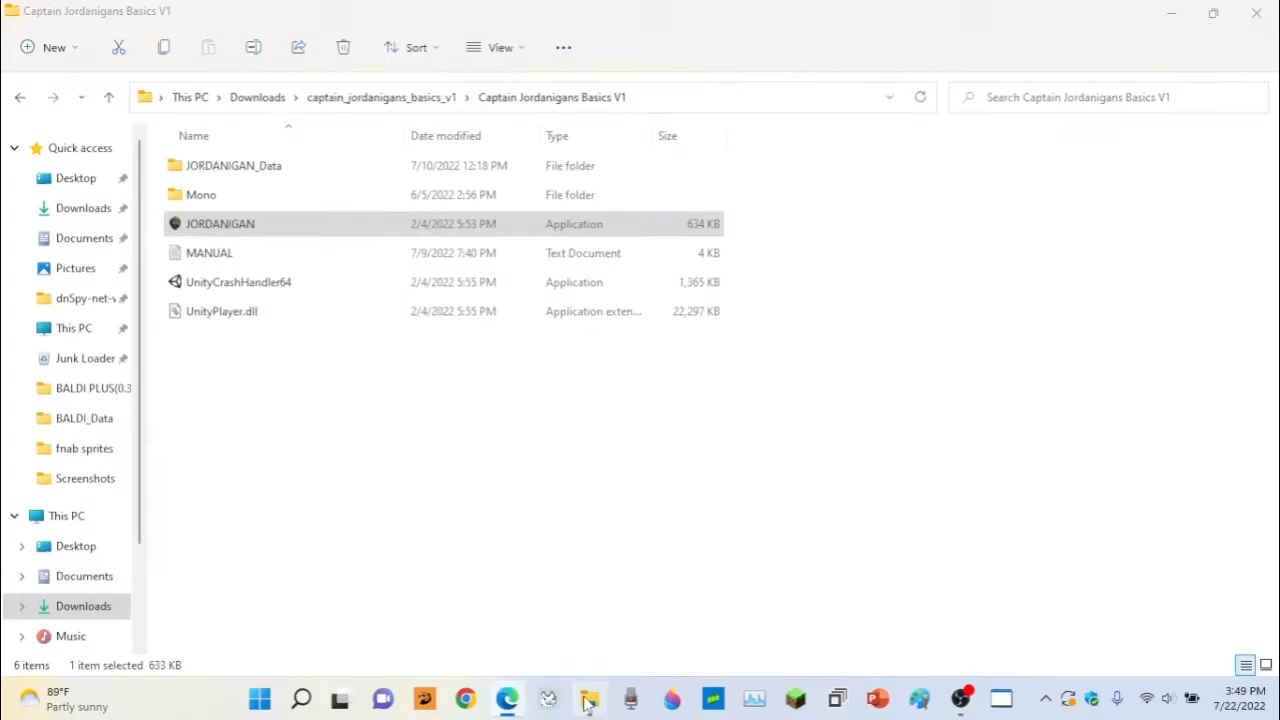 Captain Jordanigans Basics V1
New
Sort
View
This PC > Downloads > captain_jordanigans_basics_v1 > Captain Jordanigans Basics V1
Search Captain Jordanigans Basics V1
Name Date modified Type Size
Quick access
Desktop
Downloads
Documents
Pictures
dnSpy-net-v
This PC
Junk Loader
BALDI PLUS(0.3
BALDI_Data
fnab sprites
Screenshots
This PC
Desktop
Documents
Downloads
Music
JORDANIGAN_Data 7/10/2022 12:18 PM File folder
Mono 6/5/2022 2:56 PM File folder
JORDANIGAN 2/4/2022 5:53 PM Application 634 KB
MANUAL 7/9/2022 7:40 PM Text Document 4 KB
UnityCrashHandler64 2/4/2022 5:55 PM Application 1,365 KB
UnityPlayer.dll 2/4/2022 5:55 PM Application exten... 22,297 KB
6 items 1 item selected 633 KB
89°F
Partly sunny
3:49 PM
7/22/2022